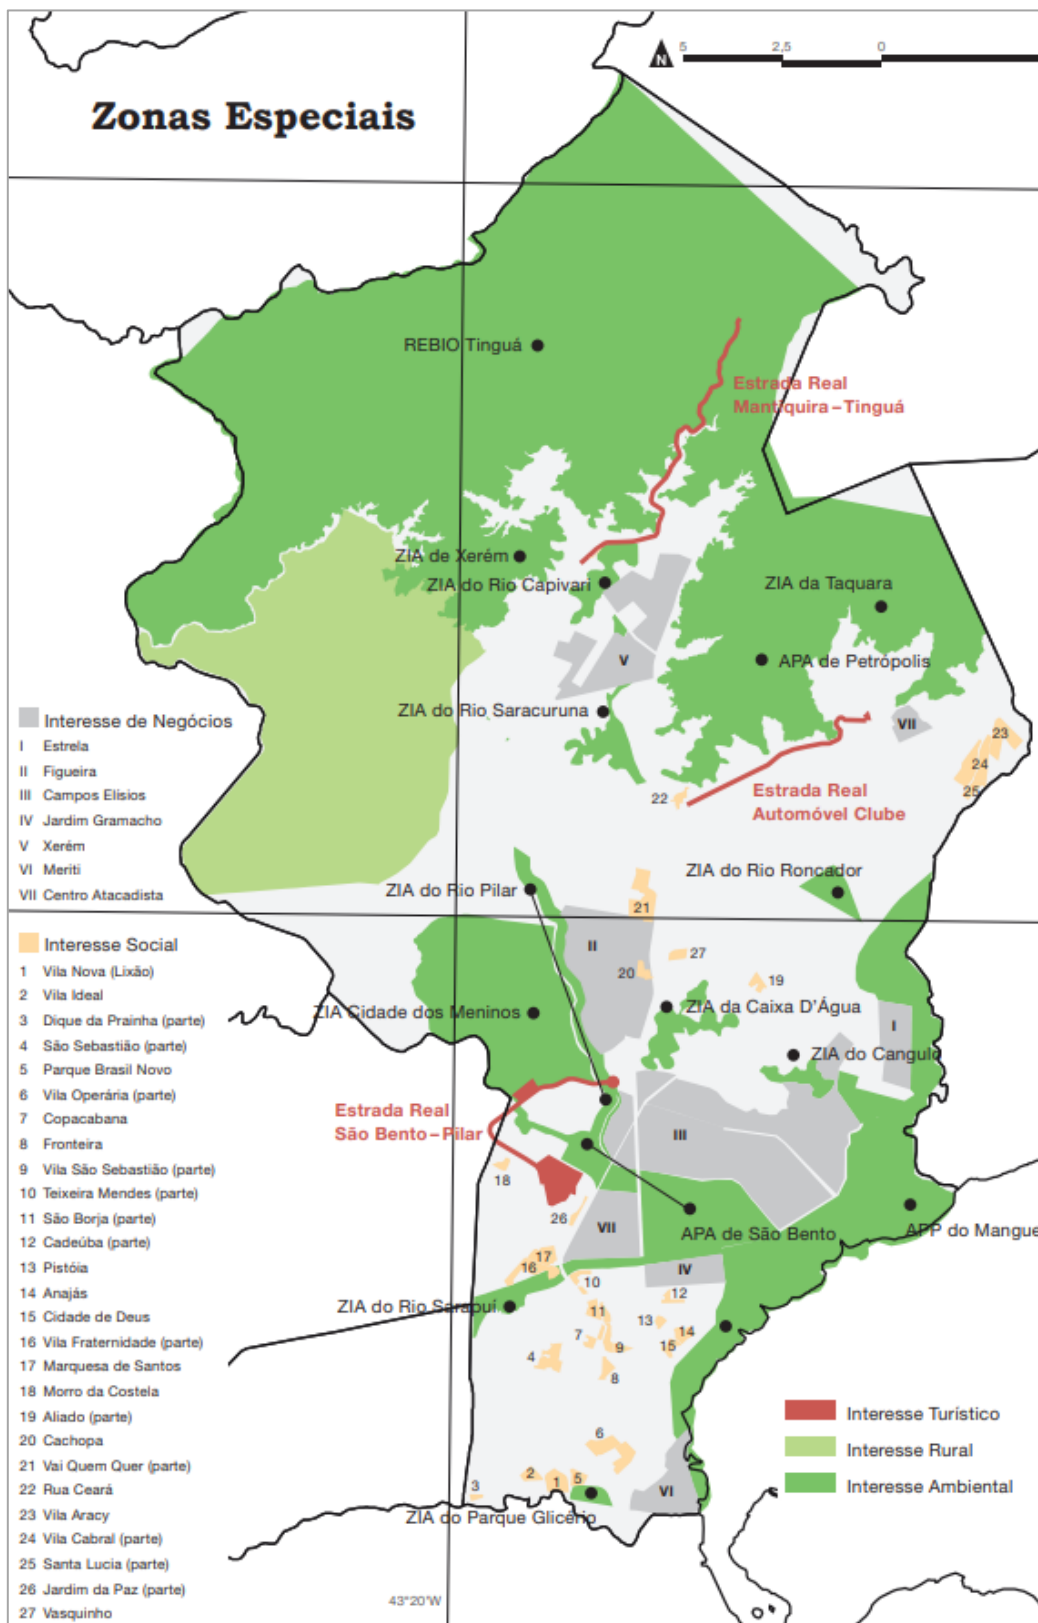 5 2,5 0
N
Zonas Especiais
REBIO Tinguá
Estrada Real
Mantiquira – Tinguá
ZIA de Xerém
ZIA do Rio Capivari
ZIA da Taquara
V
APA de Petrópolis
ZIA do Rio Saracuruna
VII
23
24
25
22
Estrada Real
Automóvel Clube
ZIA do Rio Roncador
ZIA do Rio Pilar
21
II
27
20
19
ZIA Cidade dos Meninos
ZIA da Caixa D'Água
I
ZIA do Cangulo
Estrada Real
São Bento – Pilar
III
18
26
VII
APA de São Bento
APP do Mangue
17
16
10
IV
ZIA do Rio Sarapuí
12
11
13
14
7
9
15
4
8
6
2
1
5
3
VI
ZIA do Parque Glicério
43°20'W
Interesse de Negócios
I Estrela
II Figueira
III Campos Elísios
IV Jardim Gramacho
V Xerém
VI Meriti
VII Centro Atacadista
Interesse Social
1 Vila Nova (Lixão)
2 Vila Ideal
3 Dique da Prainha (parte)
4 São Sebastião (parte)
5 Parque Brasil Novo
6 Vila Operária (parte)
7 Copacabana
8 Fronteira
9 Vila São Sebastião (parte)
10 Teixeira Mendes (parte)
11 São Borja (parte)
12 Cadeúba (parte)
13 Pistóia
14 Anajás
15 Cidade de Deus
16 Vila Fraternidade (parte)
17 Marquesa de Santos
18 Morro da Costela
19 Aliado (parte)
20 Cachopa
21 Vai Quem Quer (parte)
22 Rua Ceará
23 Vila Aracy
24 Vila Cabral (parte)
25 Santa Lucia (parte)
26 Jardim da Paz (parte)
27 Vasquinho
Interesse Turístico
Interesse Rural
Interesse Ambiental